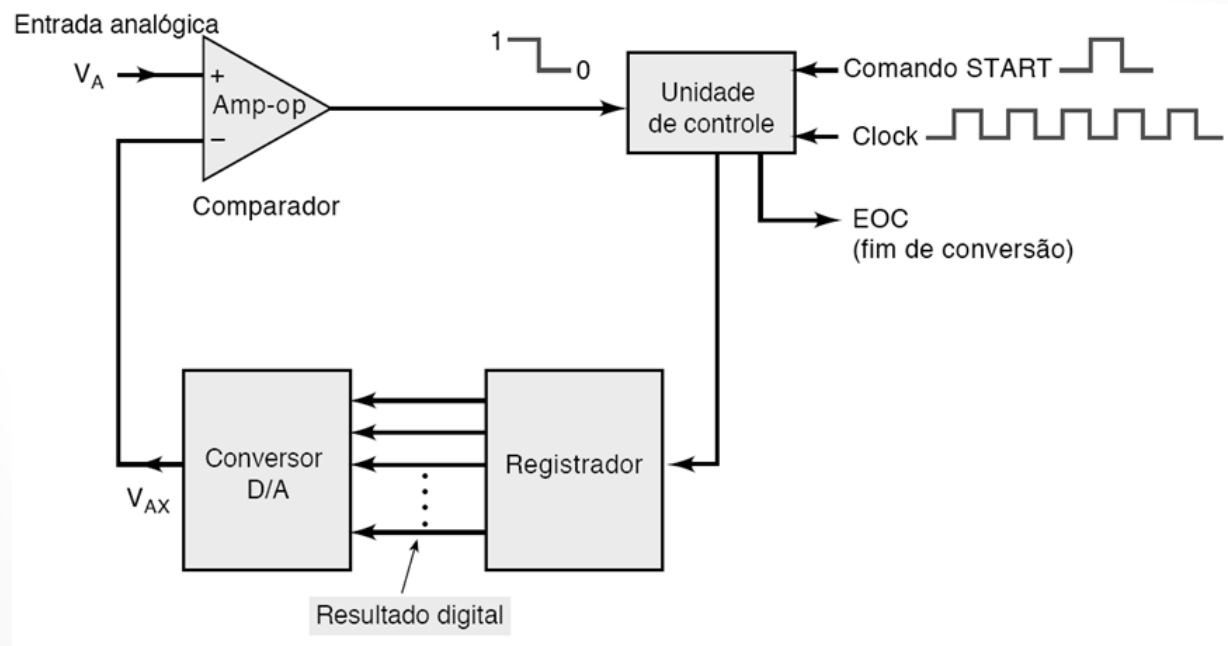 Entrada analógica
V_A
+
Amp-op
−
Comparador
1
0
Unidade
de controle
Comando START
Clock
EOC
(fim de conversão)
Conversor
D/A
Registrador
V_AX
Resultado digital